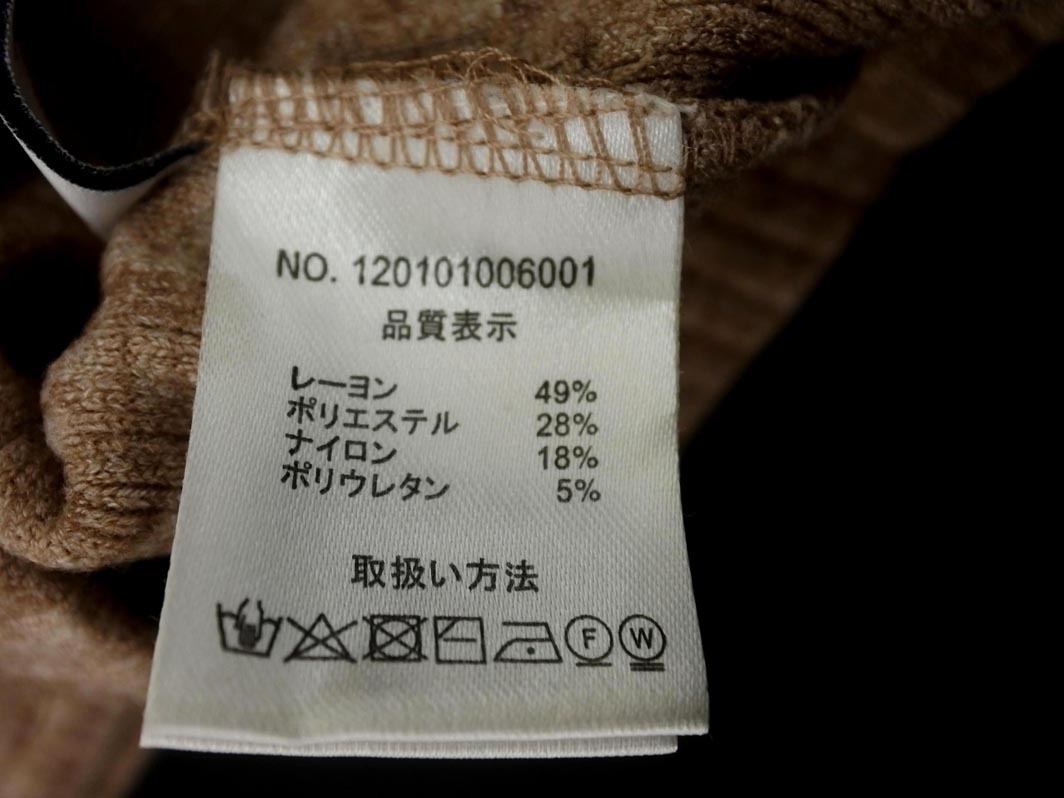 NO. 120101006001
品質表示
レーヨン 49%
ポリエステル 28%
ナイロン 18%
ポリウレタン 5%
取扱い方法
F W